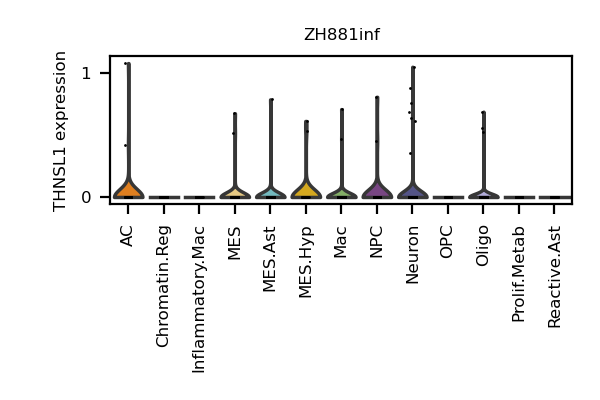 ZH881inf
THNSL1 expression
1
0
AC
Chromatin.Reg
Inflammatory.Mac
MES
MES.Ast
MES.Hyp
Mac
NPC
Neuron
OPC
Oligo
Prolif.Metab
Reactive.Ast